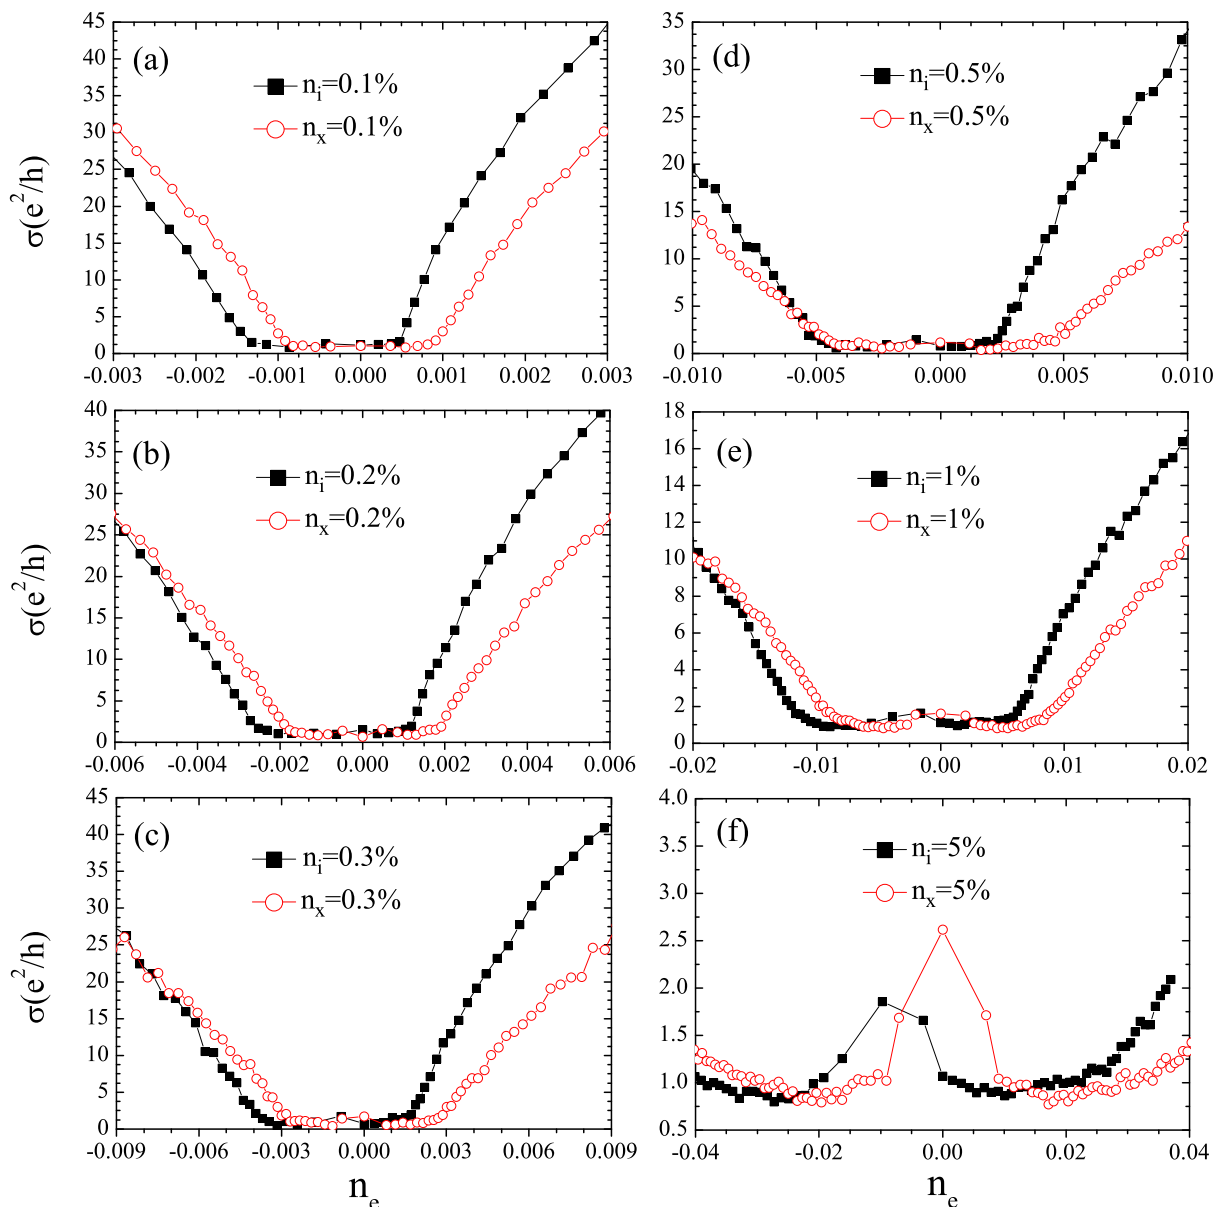 (a)
n_i=0.1%
n_x=0.1%
σ(e²/h)
45
40
35
30
25
20
15
10
5
0
-0.003 -0.002 -0.001 0.000 0.001 0.002 0.003
(d)
n_i=0.5%
n_x=0.5%
35
30
25
20
15
10
5
0
-0.010 -0.005 0.000 0.005 0.010
(b)
n_i=0.2%
n_x=0.2%
σ(e²/h)
40
35
30
25
20
15
10
5
0
-0.006 -0.004 -0.002 0.000 0.002 0.004 0.006
(e)
n_i=1%
n_x=1%
18
16
14
12
10
8
6
4
2
0
-0.02 -0.01 0.00 0.01 0.02
(c)
n_i=0.3%
n_x=0.3%
σ(e²/h)
45
40
35
30
25
20
15
10
5
0
-0.009 -0.006 -0.003 0.000 0.003 0.006 0.009
n_e
(f)
n_i=5%
n_x=5%
4.0
3.5
3.0
2.5
2.0
1.5
1.0
0.5
-0.04 -0.02 0.00 0.02 0.04
n_e